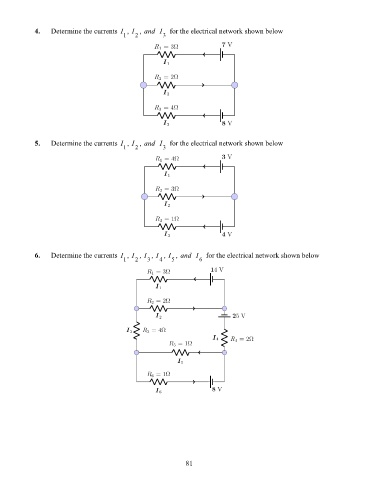 4. Determine the currents I1, I2, and I3 for the electrical network shown below
R1 = 3Ω 7 V
I1
R2 = 2Ω
I2
R3 = 4Ω
I3 8 V
5. Determine the currents I1, I2, and I3 for the electrical network shown below
R1 = 4Ω 3 V
I1
R2 = 3Ω
I2
R3 = 1Ω
I3 4 V
6. Determine the currents I1, I2, I3, I4, I5, and I6 for the electrical network shown below
R1 = 3Ω 14 V
I1
R2 = 2Ω
I2 25 V
I3 R3 = 4Ω
I4 R4 = 2Ω
R5 = 1Ω
I5
R6 = 1Ω
I6 8 V
81